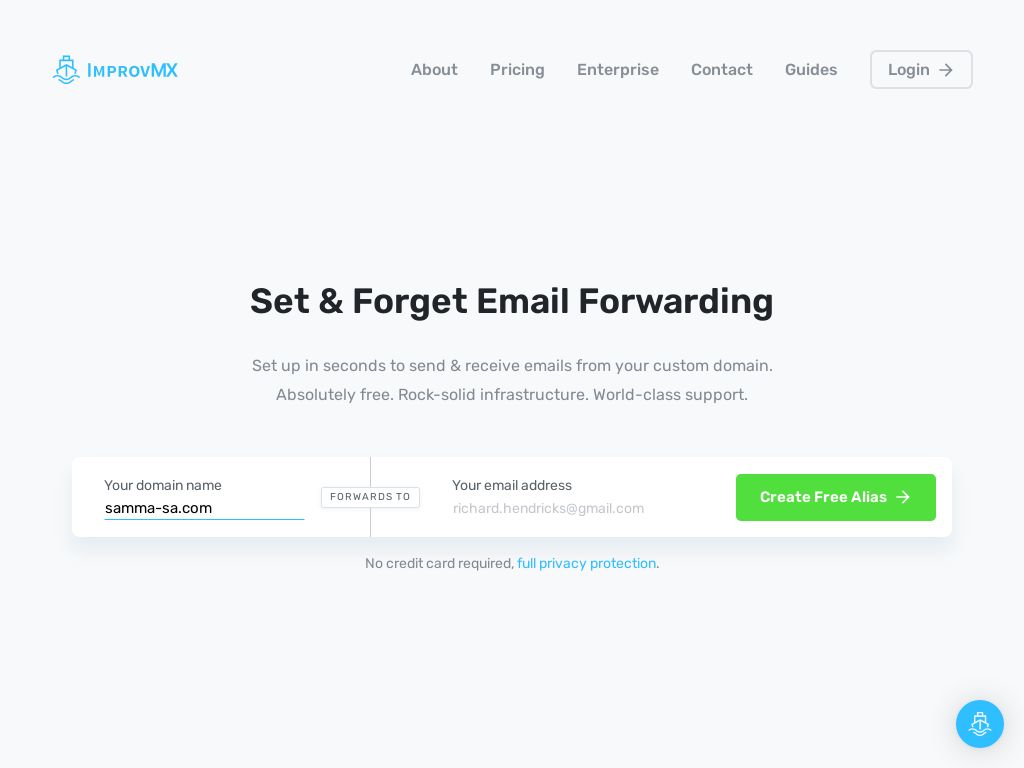 IMPROVMX
About
Pricing
Enterprise
Contact
Guides
Login
Set & Forget Email Forwarding
Set up in seconds to send & receive emails from your custom domain.
Absolutely free. Rock-solid infrastructure. World-class support.
Your domain name
samma-sa.com
FORWARDS TO
Your email address
richard.hendricks@gmail.com
Create Free Alias
No credit card required, full privacy protection.